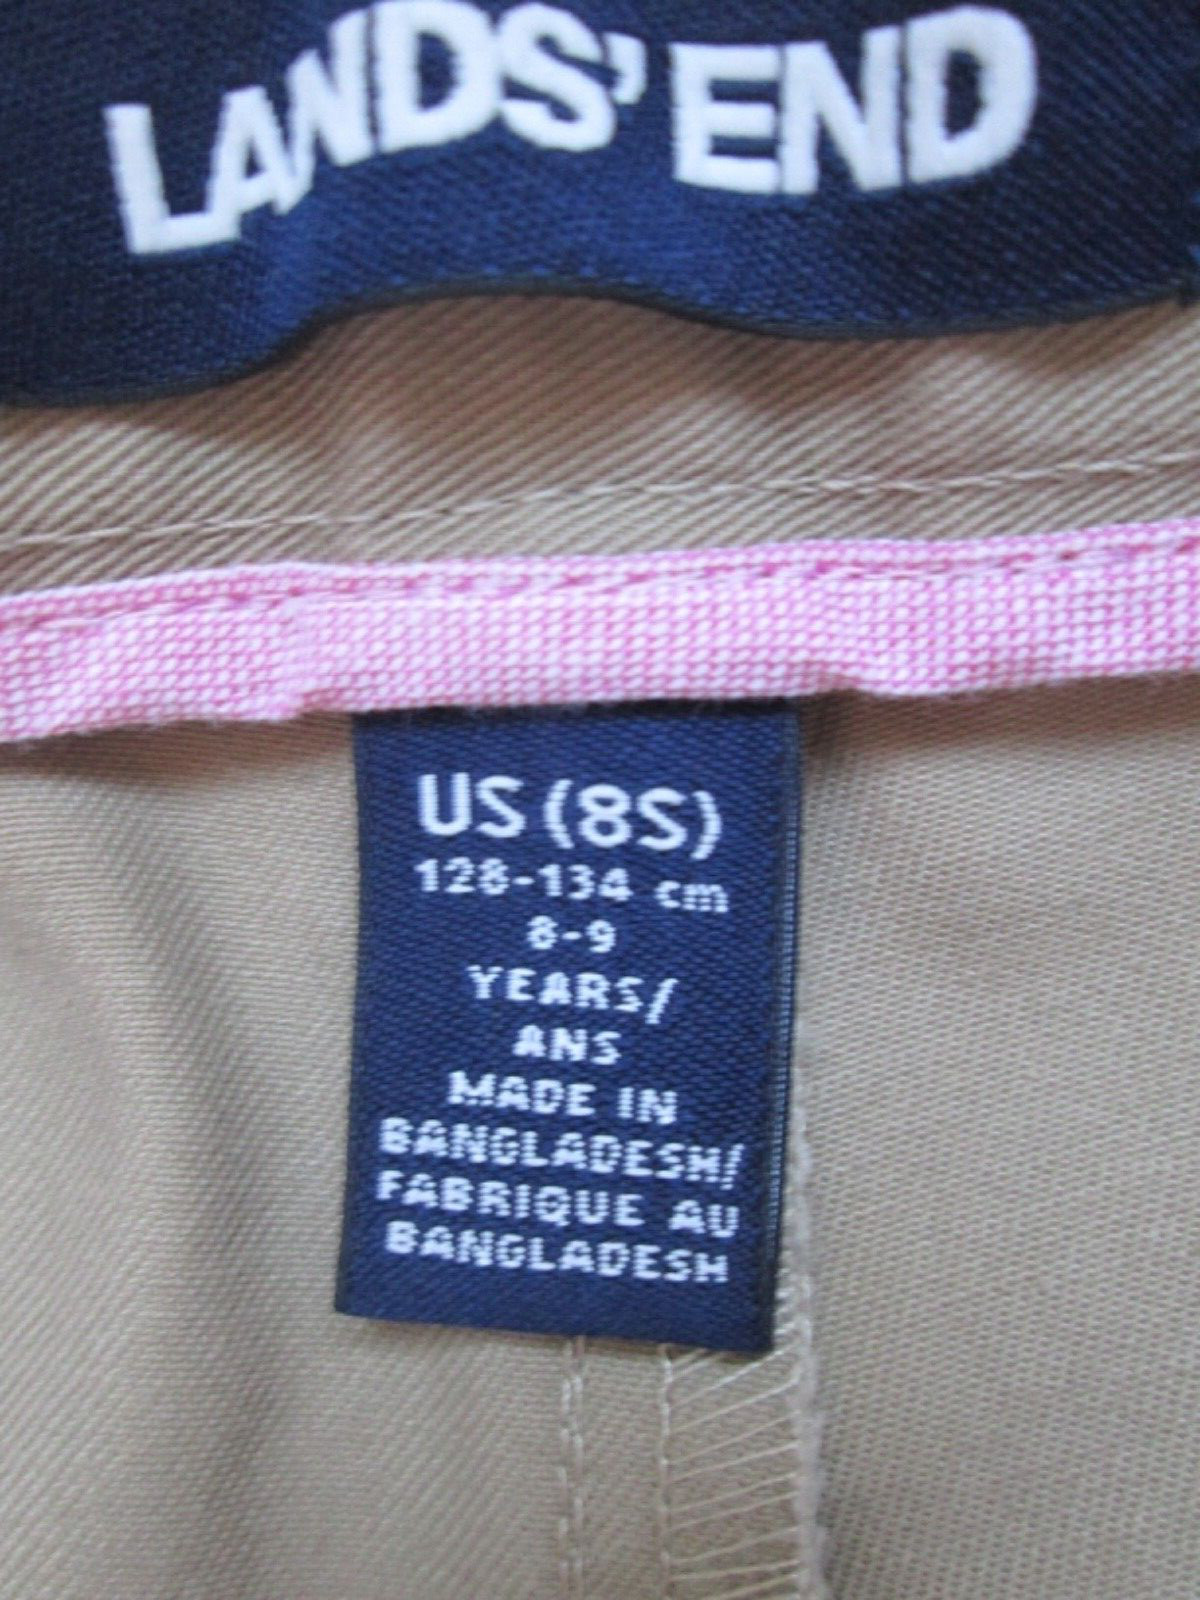 LANDS' END
US (8S)
128-134 cm
8-9
YEARS/
ANS
MADE IN
BANGLADESH/
FABRIQUE AU
BANGLADESH